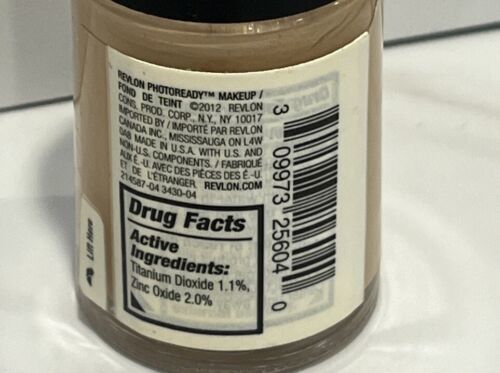 REVLON PHOTOREADY™ MAKEUP /
FOND DE TEINT ©2012 REVLON
CONS. PROD. CORP., N.Y., NY 10017
IMPORTED BY / IMPORTÉ PAR REVLON
CANADA INC., MISSISSAUGA ON L4W
0A8 MADE IN U.S.A. WITH U.S. AND
NON-U.S. COMPONENTS. / FABRIQUÉ
AUX É.-U. AVEC DES PIÈCES DES É.-U.
ET DE L'ÉTRANGER. REVLON.COM
214587-04 3430-04
Drug Facts
Active
Ingredients:
Titanium Dioxide 1.1%,
Zinc Oxide 2.0%
Lift Here
3 09973 25604 0